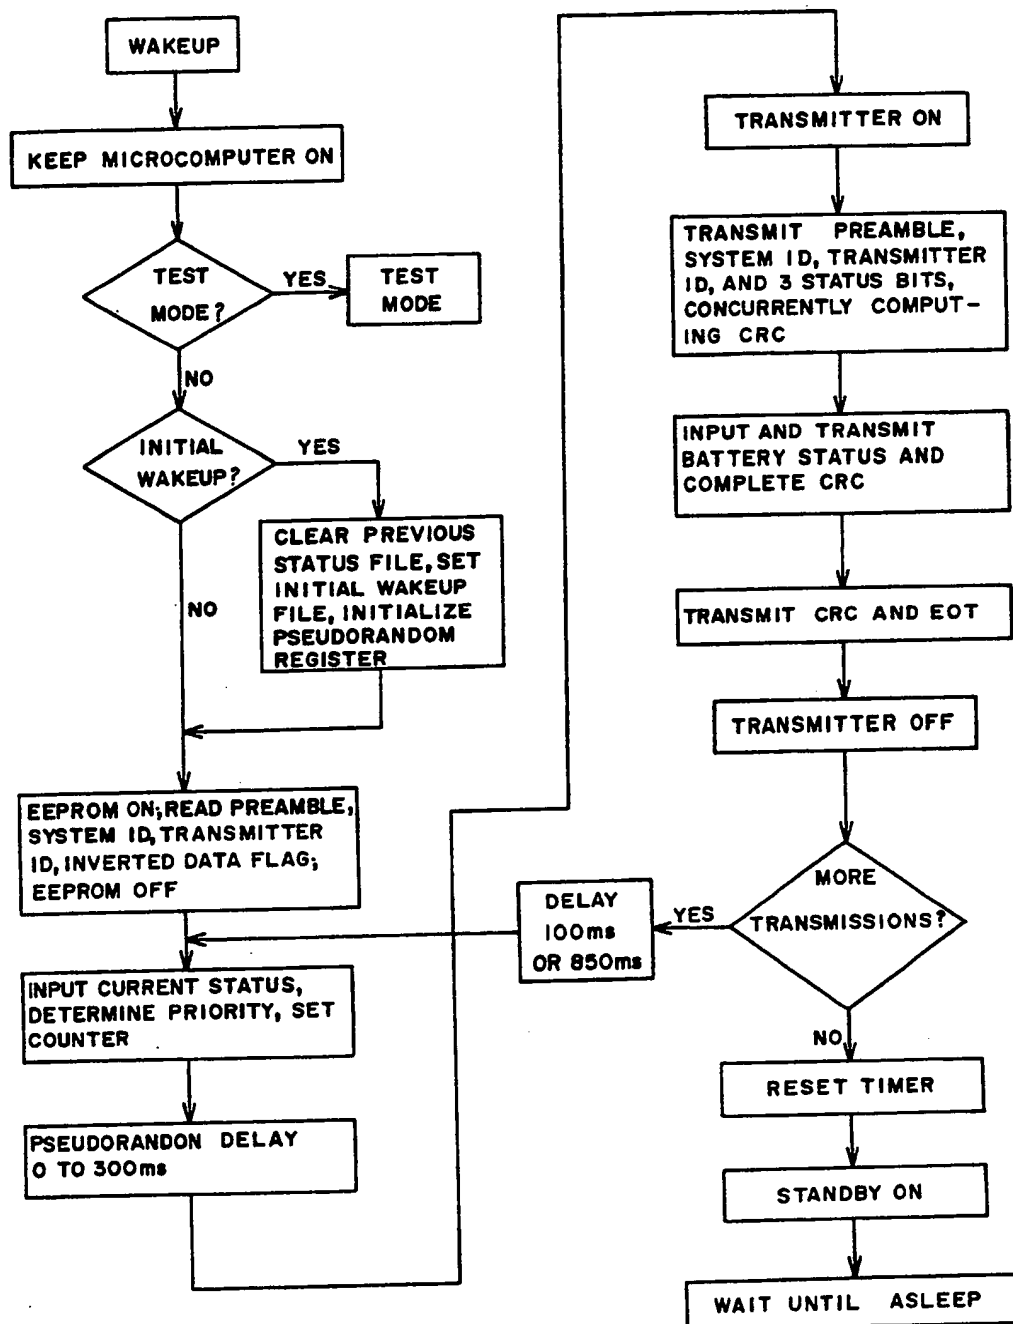 WAKEUP
KEEP MICROCOMPUTER ON
TEST
MODE?
YES
TEST
MODE
NO
INITIAL
WAKEUP?
YES
CLEAR PREVIOUS
STATUS FILE, SET
INITIAL WAKEUP
FILE, INITIALIZE
PSEUDORANDOM
REGISTER
NO
EEPROM ON; READ PREAMBLE,
SYSTEM ID, TRANSMITTER
ID, INVERTED DATA FLAG;
EEPROM OFF
INPUT CURRENT STATUS,
DETERMINE PRIORITY, SET
COUNTER
PSEUDORANDON DELAY
0 TO 300ms
TRANSMITTER ON
TRANSMIT PREAMBLE,
SYSTEM ID, TRANSMITTER
ID, AND 3 STATUS BITS,
CONCURRENTLY COMPUT-
ING CRC
INPUT AND TRANSMIT
BATTERY STATUS AND
COMPLETE CRC
TRANSMIT CRC AND EOT
TRANSMITTER OFF
MORE
TRANSMISSIONS?
YES
DELAY
100ms
OR 850ms
NO
RESET TIMER
STANDBY ON
WAIT UNTIL ASLEEP